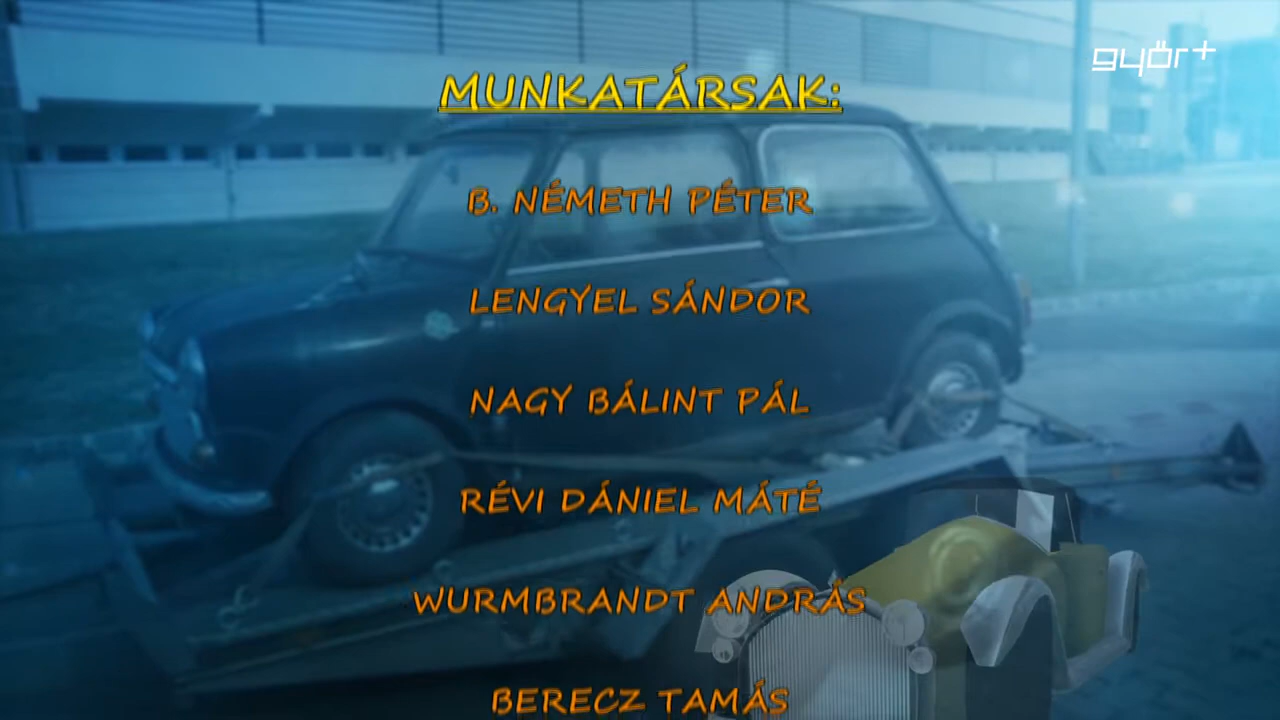 győr+
MUNKATÁRSAK:
B. NÉMETH PÉTER
LENGYEL SÁNDOR
NAGY BÁLINT PÁL
RÉVI DÁNIEL MÁTÉ
WURMBRANDT ANDRÁS
BERECZ TAMÁS